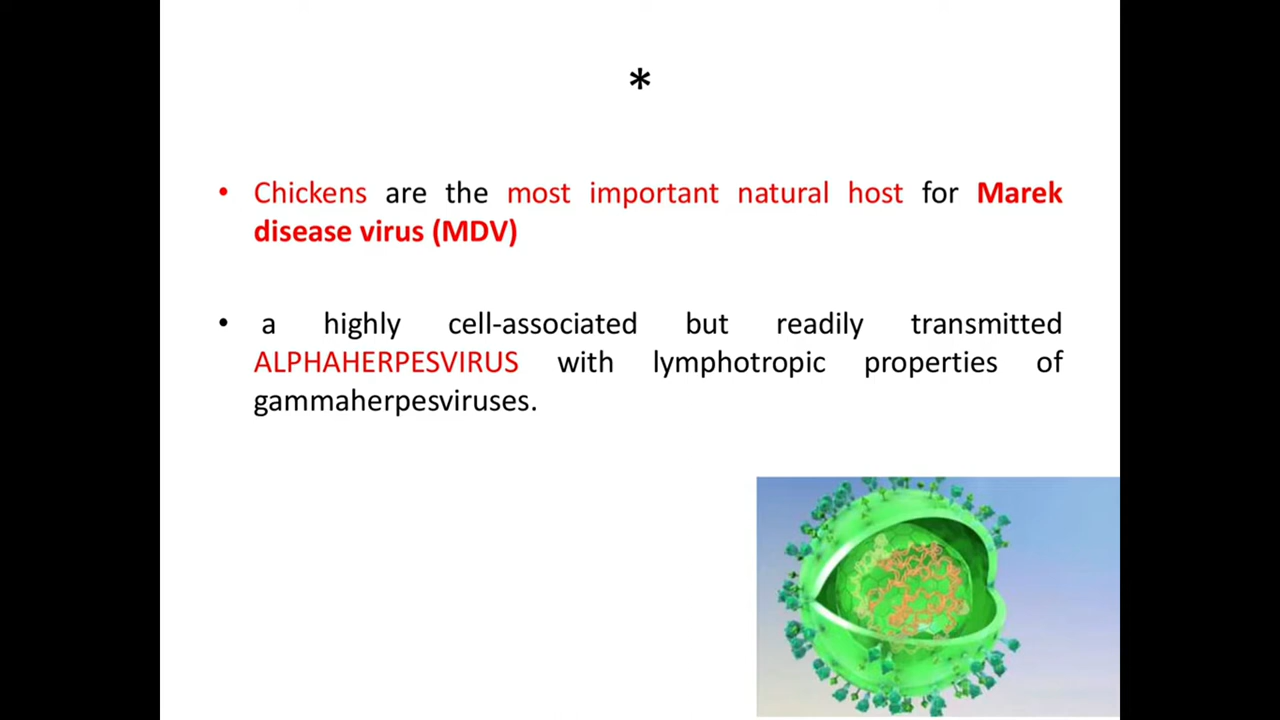 *
• Chickens are the most important natural host for Marek
disease virus (MDV)
• a highly cell-associated but readily transmitted
ALPHAHERPESVIRUS with lymphotropic properties of
gammaherpesviruses.